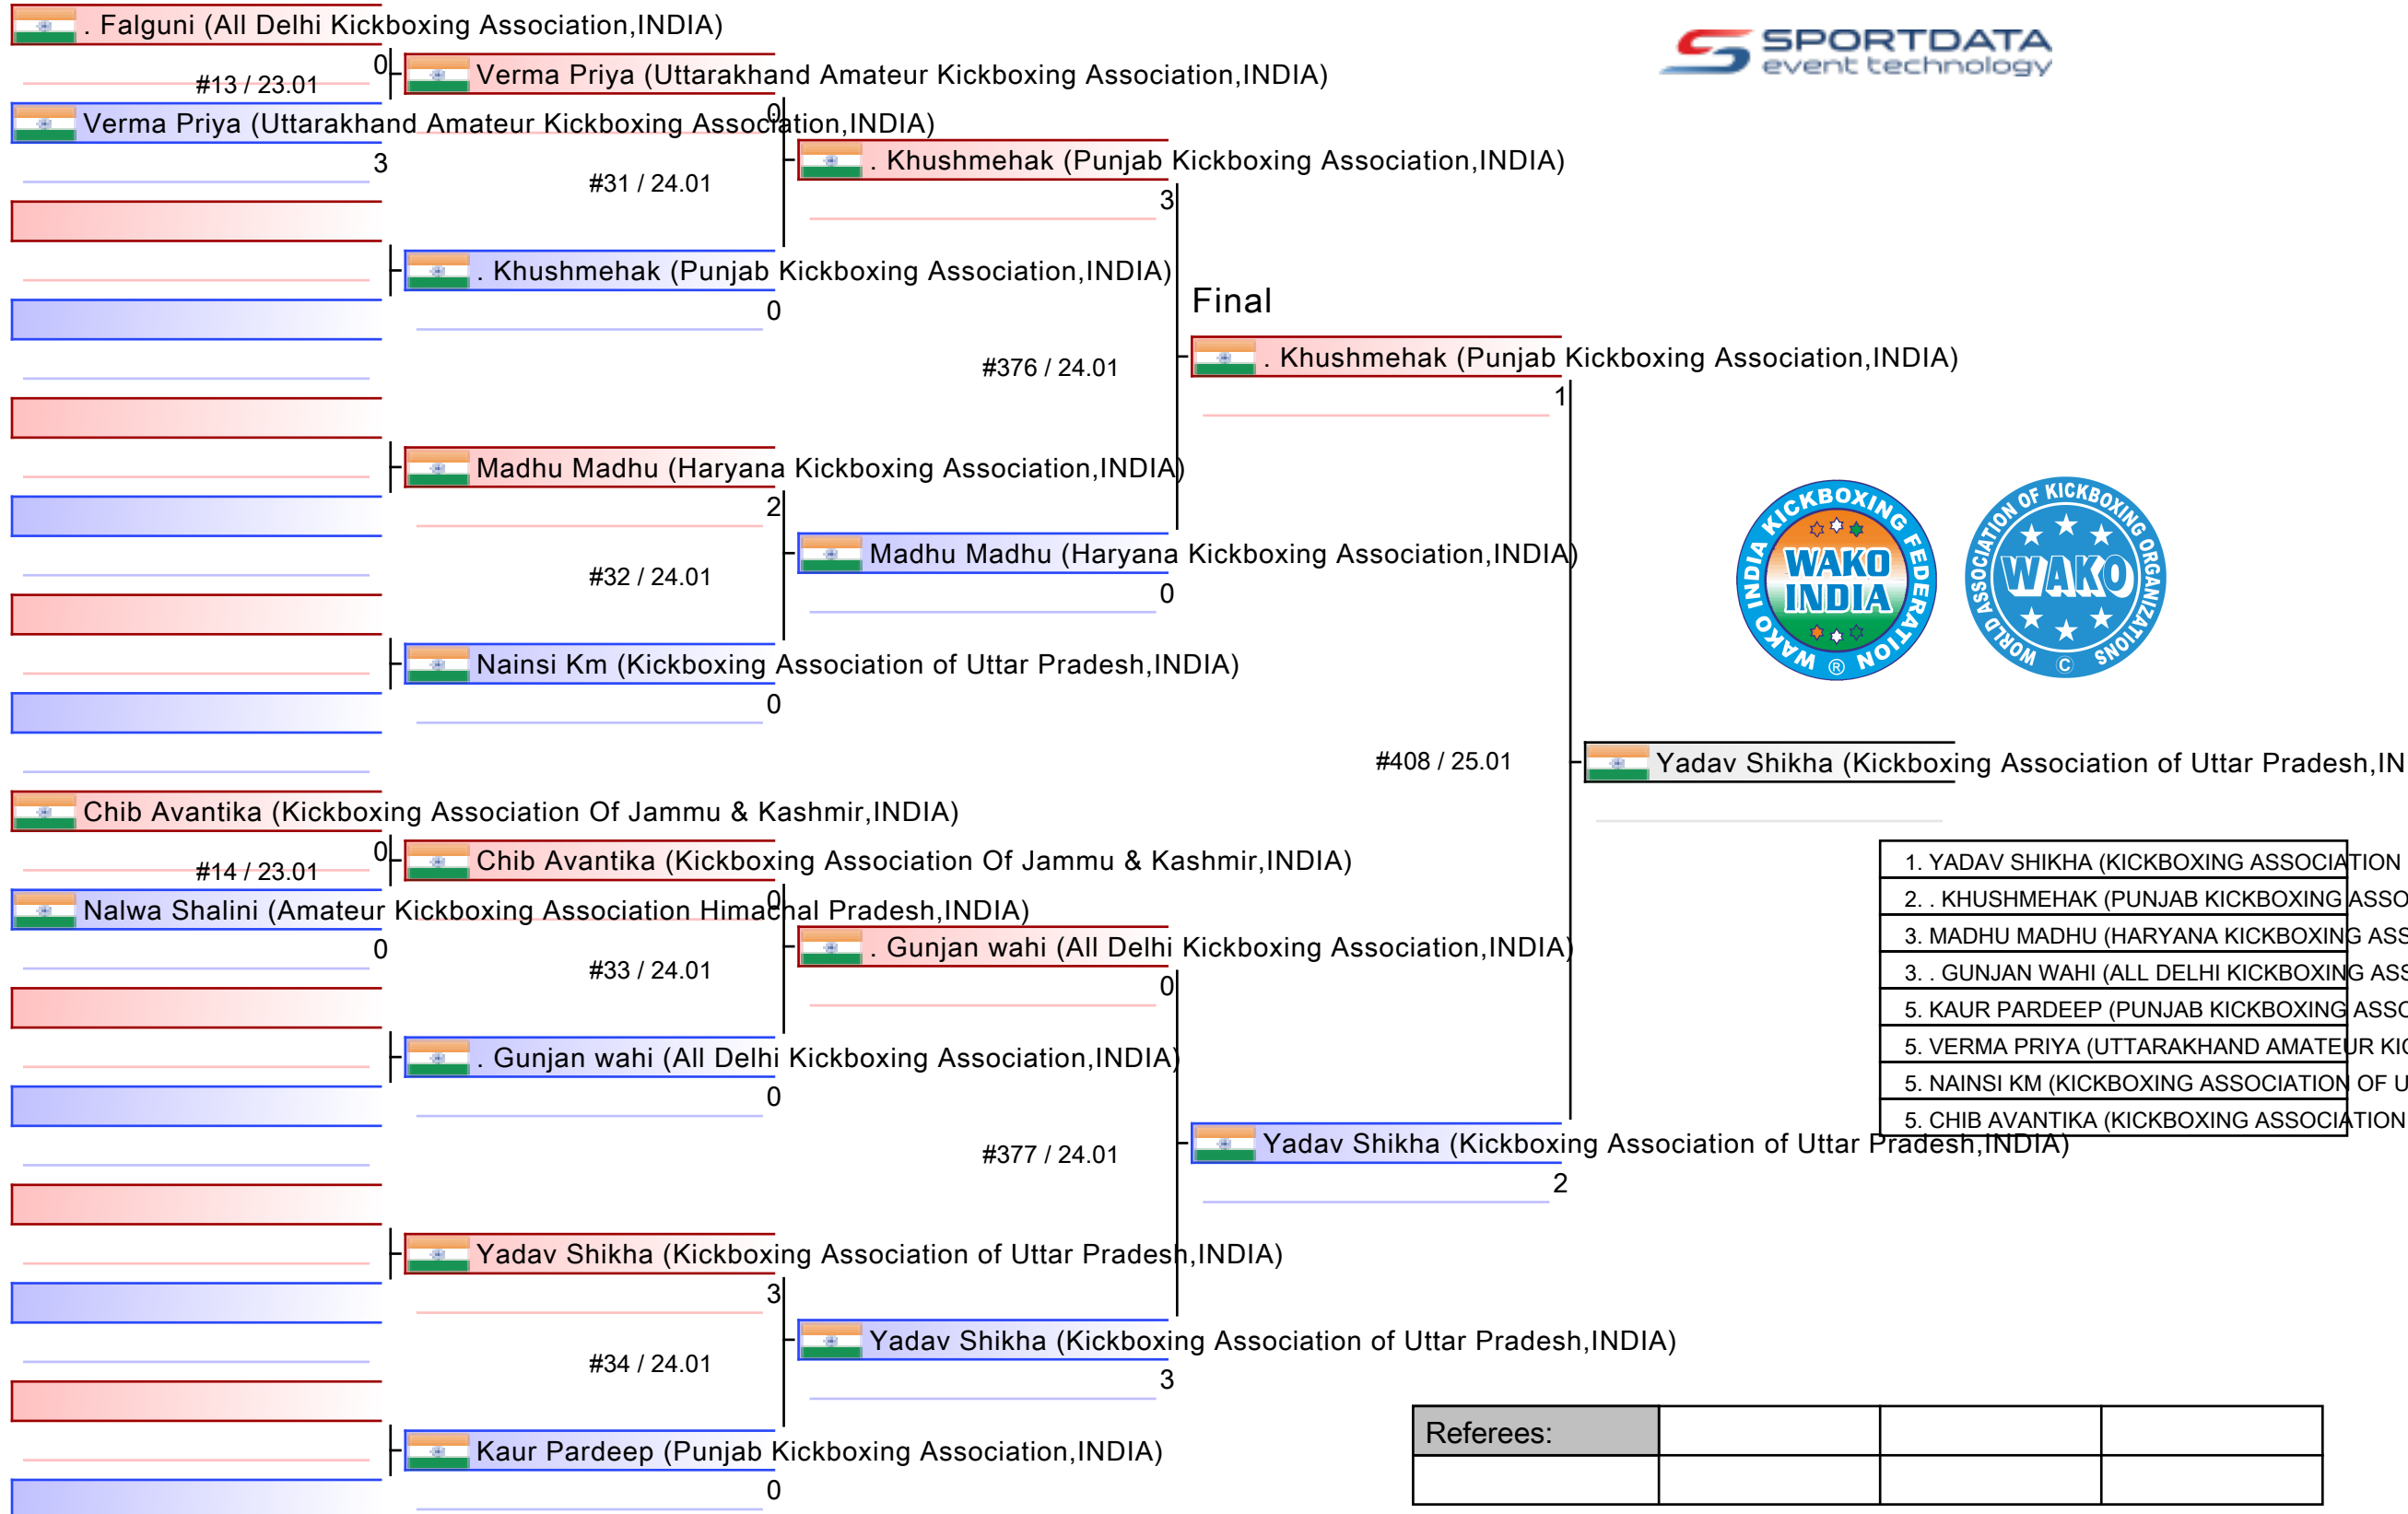 . Falguni (All Delhi Kickboxing Association,INDIA)
0
#13 / 23.01
Verma Priya (Uttarakhand Amateur Kickboxing Association,INDIA)
3
Verma Priya (Uttarakhand Amateur Kickboxing Association,INDIA)
0
#31 / 24.01
. Khushmehak (Punjab Kickboxing Association,INDIA)
0
. Khushmehak (Punjab Kickboxing Association,INDIA)
3
#376 / 24.01
Madhu Madhu (Haryana Kickboxing Association,INDIA)
2
#32 / 24.01
Nainsi Km (Kickboxing Association of Uttar Pradesh,INDIA)
0
Madhu Madhu (Haryana Kickboxing Association,INDIA)
0
Final
. Khushmehak (Punjab Kickboxing Association,INDIA)
1
#408 / 25.01
Chib Avantika (Kickboxing Association Of Jammu & Kashmir,INDIA)
0
#14 / 23.01
Nalwa Shalini (Amateur Kickboxing Association Himachal Pradesh,INDIA)
0
Chib Avantika (Kickboxing Association Of Jammu & Kashmir,INDIA)
0
#33 / 24.01
. Gunjan wahi (All Delhi Kickboxing Association,INDIA)
0
. Gunjan wahi (All Delhi Kickboxing Association,INDIA)
0
#377 / 24.01
Yadav Shikha (Kickboxing Association of Uttar Pradesh,INDIA)
3
#34 / 24.01
Kaur Pardeep (Punjab Kickboxing Association,INDIA)
0
Yadav Shikha (Kickboxing Association of Uttar Pradesh,INDIA)
3
Yadav Shikha (Kickboxing Association of Uttar Pradesh,INDIA)
2
Yadav Shikha (Kickboxing Association of Uttar Pradesh,IN
SPORTDATA
event technology
WAKO INDIA KICKBOXING FEDERATION
WAKO
INDIA
®
WORLD ASSOCIATION OF KICKBOXING ORGANIZATIONS
WAKO
©
1. YADAV SHIKHA (KICKBOXING ASSOCIATION
2. . KHUSHMEHAK (PUNJAB KICKBOXING ASSO
3. MADHU MADHU (HARYANA KICKBOXING ASS
3. . GUNJAN WAHI (ALL DELHI KICKBOXING ASS
5. KAUR PARDEEP (PUNJAB KICKBOXING ASSO
5. VERMA PRIYA (UTTARAKHAND AMATEUR KIC
5. NAINSI KM (KICKBOXING ASSOCIATION OF U
5. CHIB AVANTIKA (KICKBOXING ASSOCIATION
Referees: